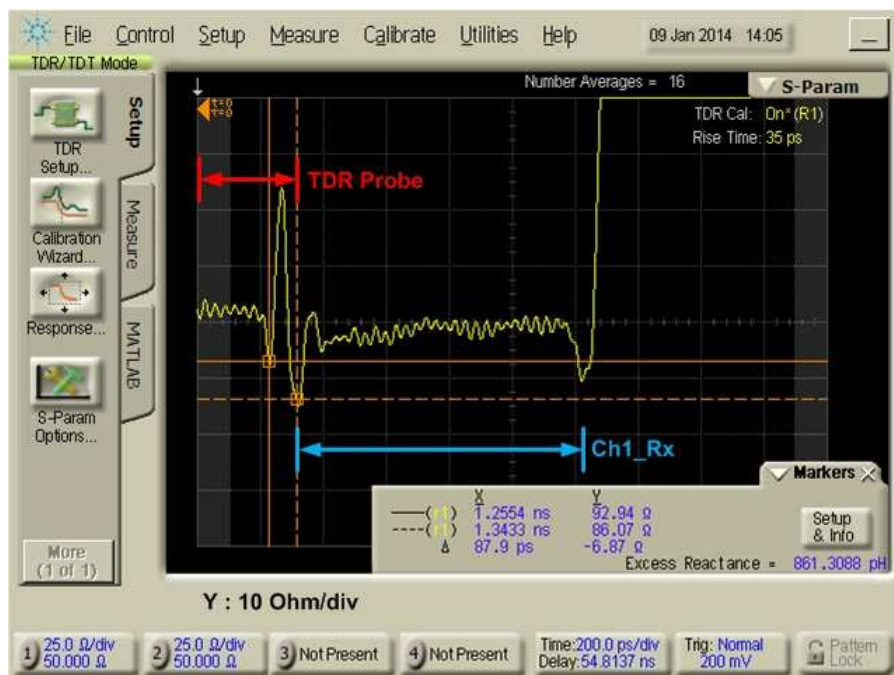 File Control Setup Measure Calibrate Utilities Help 09 Jan 2014 14:05
TDR/TDT Mode
Number Averages = 16
S-Param
t=0
t=0
TDR Cal: On*(R1)
Rise Time: 35 ps
Setup
Measure
MATLAB
TDR
Setup...
Calibration
Wizard...
Response...
S-Param
Options...
More
(1 of 1)
TDR Probe
Ch1_Rx
Markers
X Y
(r1) 1.2554 ns 92.94 Ω
(r1) 1.3433 ns 86.07 Ω
Δ 87.9 ps -6.87 Ω
Excess Reactance = 861.3088 pH
Setup
& Info
Y : 10 Ohm/div
1 25.0 Ω/div
50.000 Ω
2 25.0 Ω/div
50.000 Ω
3 Not Present
4 Not Present
Time:200.0 ps/div
Delay:54.8137 ns
Trig: Normal
200 mV
Pattern
Lock